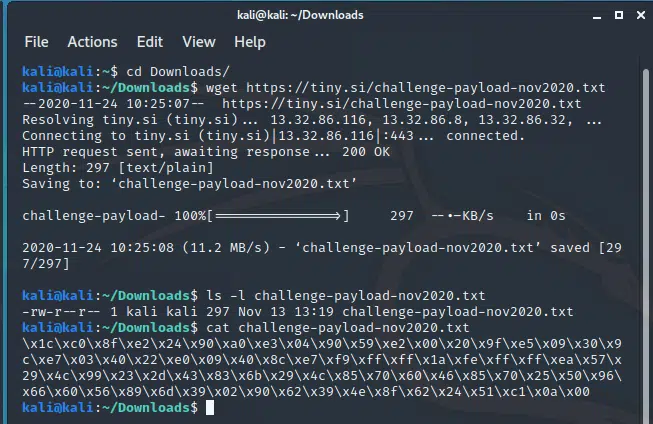 kali@kali: ~/Downloads
File Actions Edit View Help
kali@kali:~$ cd Downloads/
kali@kali:~/Downloads$ wget https://tiny.si/challenge-payload-nov2020.txt
--2020-11-24 10:25:07-- https://tiny.si/challenge-payload-nov2020.txt
Resolving tiny.si (tiny.si)... 13.32.86.116, 13.32.86.8, 13.32.86.32, ...
Connecting to tiny.si (tiny.si)|13.32.86.116|:443... connected.
HTTP request sent, awaiting response... 200 OK
Length: 297 [text/plain]
Saving to: ‘challenge-payload-nov2020.txt’
challenge-payload- 100%[===================>] 297 --.-KB/s in 0s
2020-11-24 10:25:08 (11.2 MB/s) - ‘challenge-payload-nov2020.txt’ saved [29
7/297]
kali@kali:~/Downloads$ ls -l challenge-payload-nov2020.txt
-rw-r--r-- 1 kali kali 297 Nov 13 13:19 challenge-payload-nov2020.txt
kali@kali:~/Downloads$ cat challenge-payload-nov2020.txt
\x1c\xc0\x8f\xe2\x24\x90\xa0\xe3\x04\x90\x59\xe2\x00\x20\x9f\xe5\x09\x30\x9
c\xe7\x03\x40\x22\xe0\x09\x40\x8c\xe7\xf9\xff\xff\x1a\xfe\xff\xff\xea\x57\x
29\x4c\x99\x23\x2d\x43\x83\x6b\x29\x4c\x85\x70\x60\x46\x85\x70\x25\x50\x96\
x66\x60\x56\x89\x6d\x39\x02\x90\x62\x39\x4e\x8f\x62\x24\x51\xc1\x0a\x00
kali@kali:~/Downloads$